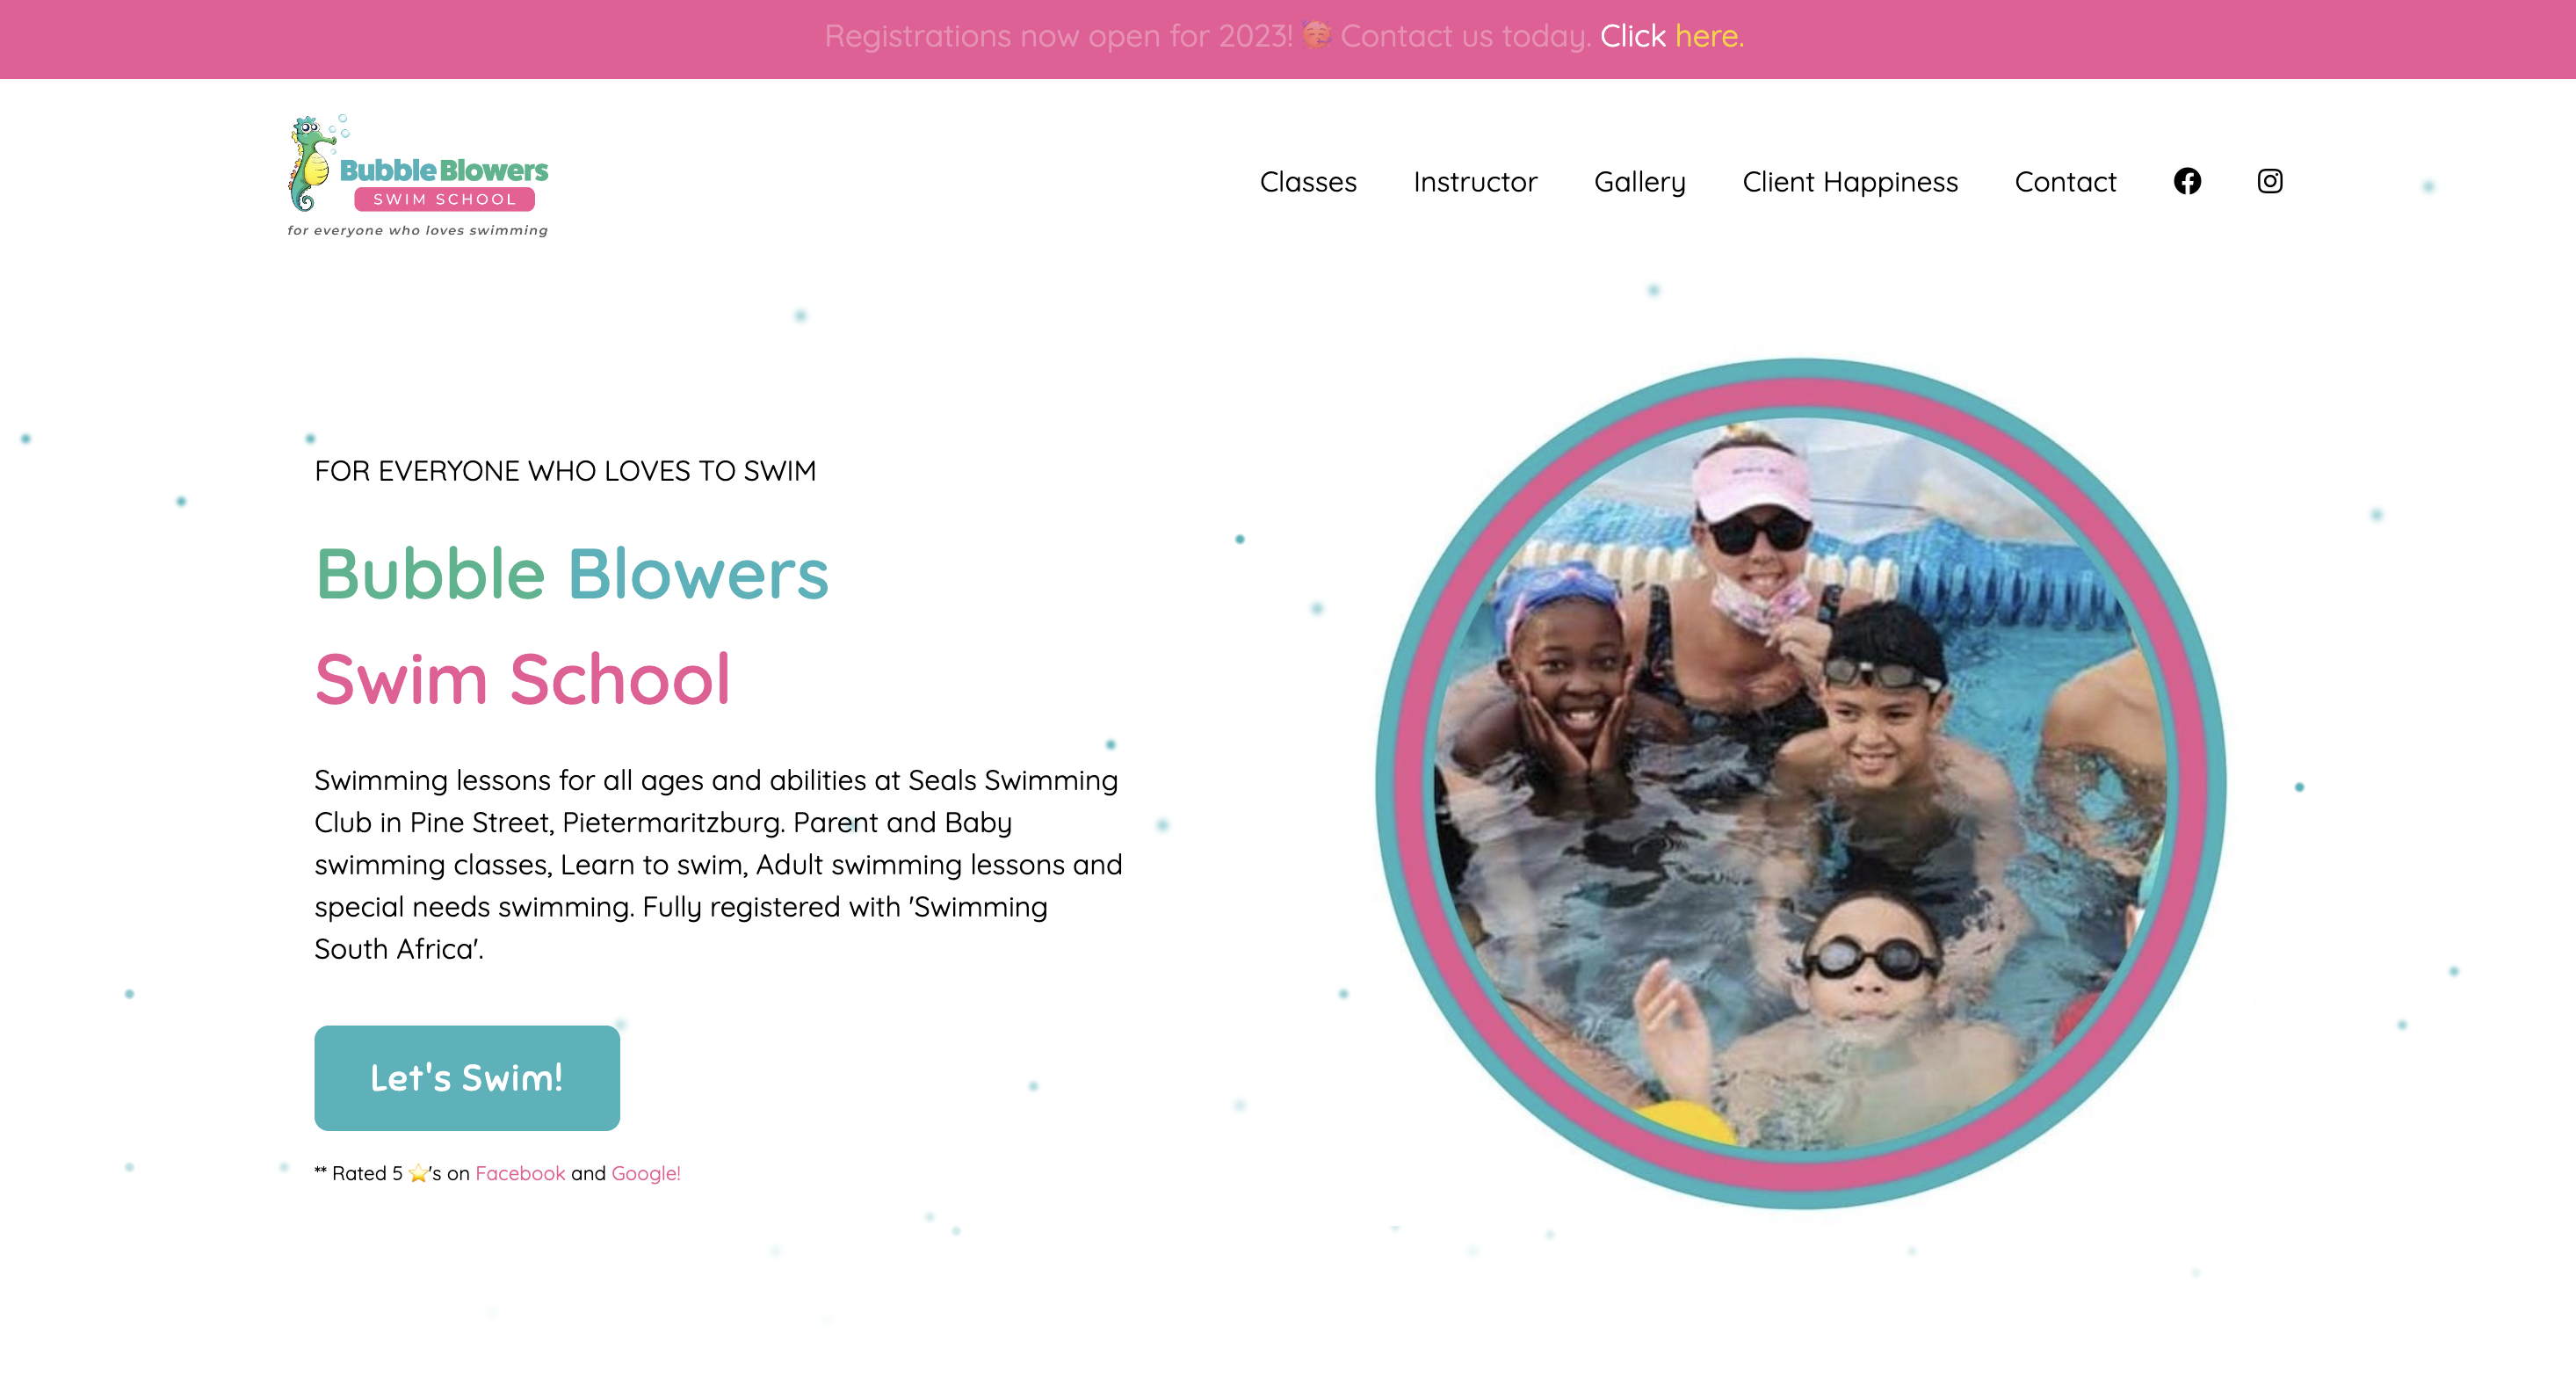 Registrations now open for 2023! 🥳 Contact us today. Click here.
BubbleBlowers
SWIM SCHOOL
for everyone who loves swimming
Classes Instructor Gallery Client Happiness Contact
FOR EVERYONE WHO LOVES TO SWIM
Bubble Blowers
Swim School
Swimming lessons for all ages and abilities at Seals Swimming
Club in Pine Street, Pietermaritzburg. Parent and Baby
swimming classes, Learn to swim, Adult swimming lessons and
special needs swimming. Fully registered with 'Swimming
South Africa'.
Let's Swim!
** Rated 5 ⭐'s on Facebook and Google!